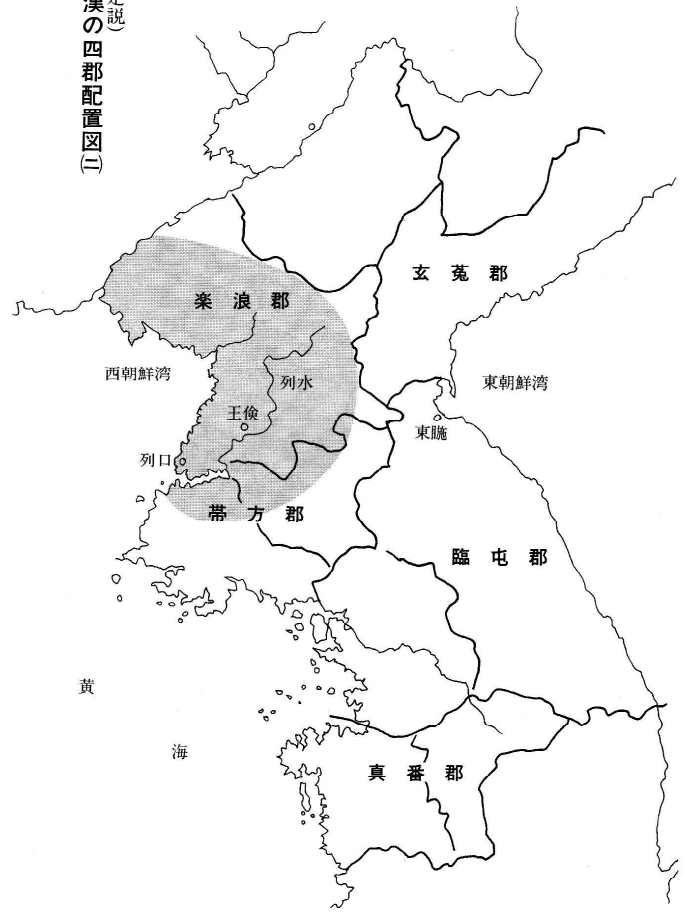 定説)
漢の四郡配置図(二)
玄菟郡
楽浪郡
西朝鮮湾
列水
東朝鮮湾
王倹
東暆
列口
帯方郡
臨屯郡
黄海
真番郡